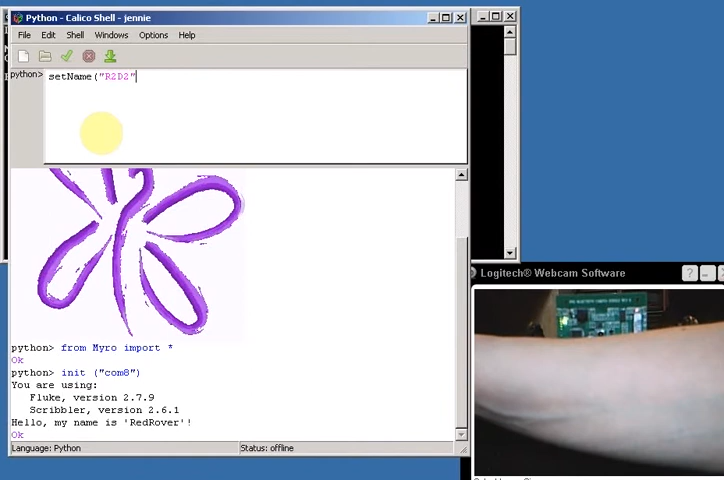 Python - Calico Shell - jennie
File Edit Shell Windows Options Help
python> setName("R2D2"
python> from Myro import *
Ok
python> init ("com8")
You are using:
Fluke, version 2.7.9
Scribbler, version 2.6.1
Hello, my name is 'RedRover'!
Ok
Language: Python Status: offline
Logitech® Webcam Software